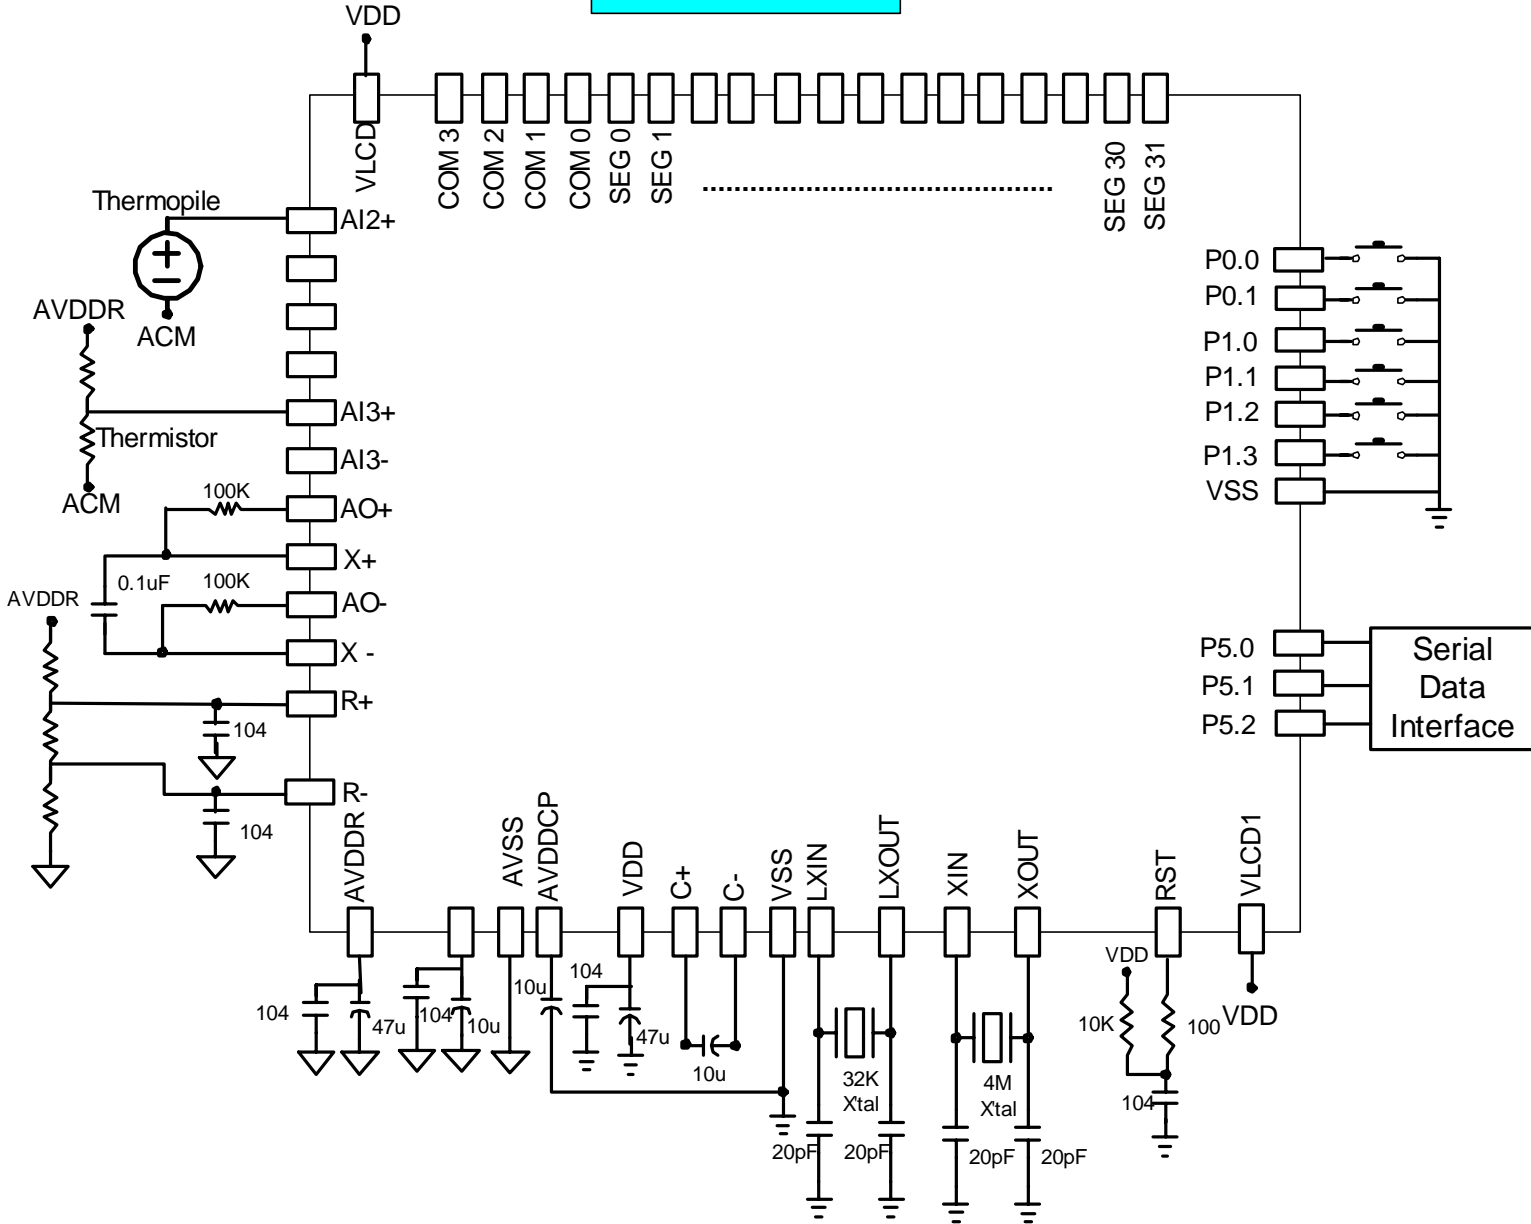 VDD
VLCD
COM 3
COM 2
COM 1
COM 0
SEG 0
SEG 1
SEG 30
SEG 31
Thermopile
AI2+
ACM
AVDDR
AI3+
Thermistor
AI3-
ACM
100K
AO+
X+
0.1uF
100K
AO-
AVDDR
X -
R+
104
R-
104
P0.0
P0.1
P1.0
P1.1
P1.2
P1.3
VSS
P5.0
P5.1
P5.2
Serial
Data
Interface
AVDDR
AVSS
AVDDCP
VDD
C+
C-
VSS
LXIN
LXOUT
XIN
XOUT
RST
VLCD1
104
47u
104
10u
10u
104
47u
10u
32K
X'tal
20pF
20pF
4M
X'tal
20pF
20pF
VDD
10K
100
104
VDD